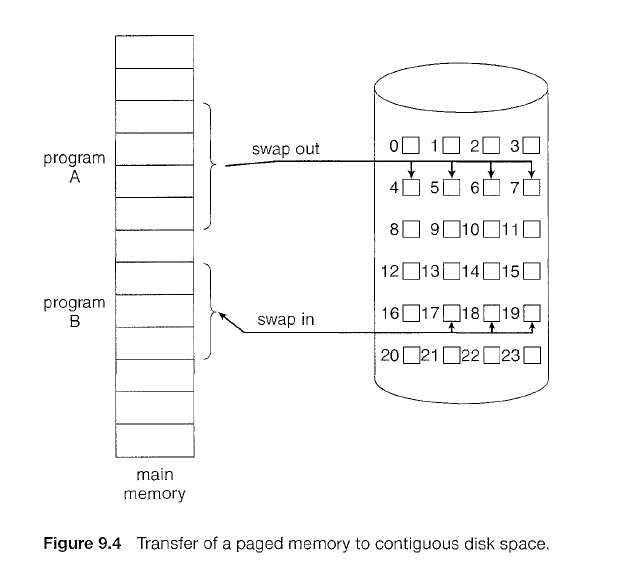 program
A
swap out
0 1 2 3
4 5 6 7
8 9 10 11
12 13 14 15
program
B
swap in
16 17 18 19
20 21 22 23
main
memory
Figure 9.4 Transfer of a paged memory to contiguous disk space.